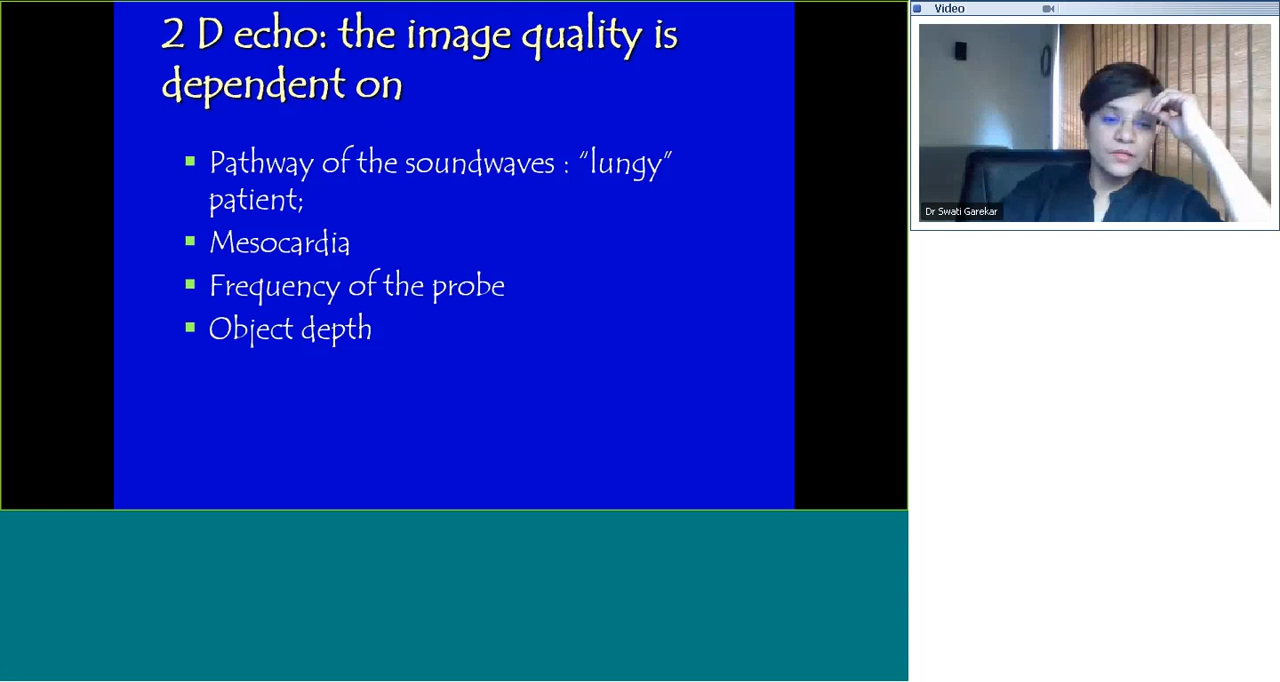 2 D echo: the image quality is
dependent on
Pathway of the soundwaves : “lungy”
patient;
Mesocardia
Frequency of the probe
Object depth
Video
Dr Swati Garekar